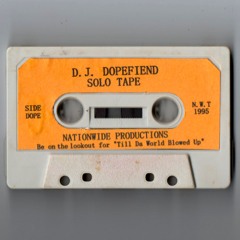 D.J. DOPEFIEND
SOLO TAPE
SIDE
DOPE
N.W.T
1995
NATIONWIDE PRODUCTIONS
Be on the lookout for "Till Da World Blowed Up"